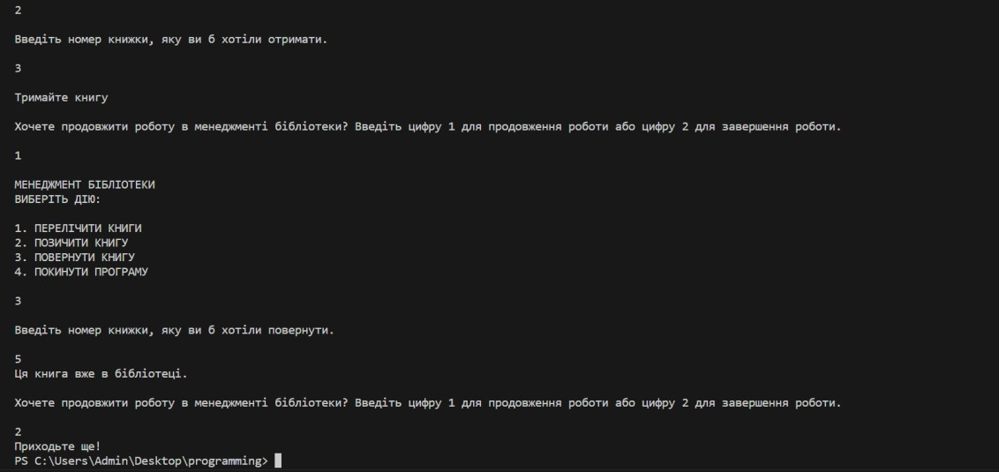 2
Введіть номер книжки, яку ви б хотіли отримати.
3
Тримайте книгу
Хочете продовжити роботу в менеджменті бібліотеки? Введіть цифру 1 для продовження роботи або цифру 2 для завершення роботи.
1
МЕНЕДЖМЕНТ БІБЛІОТЕКИ
ВИБЕРІТЬ ДІЮ:
1. ПЕРЕЛІЧИТИ КНИГИ
2. ПОЗИЧИТИ КНИГУ
3. ПОВЕРНУТИ КНИГУ
4. ПОКИНУТИ ПРОГРАМУ
3
Введіть номер книжки, яку ви б хотіли повернути.
5
Ця книга вже в бібліотеці.
Хочете продовжити роботу в менеджменті бібліотеки? Введіть цифру 1 для продовження роботи або цифру 2 для завершення роботи.
2
Приходьте ще!
PS C:\Users\Admin\Desktop\programming>